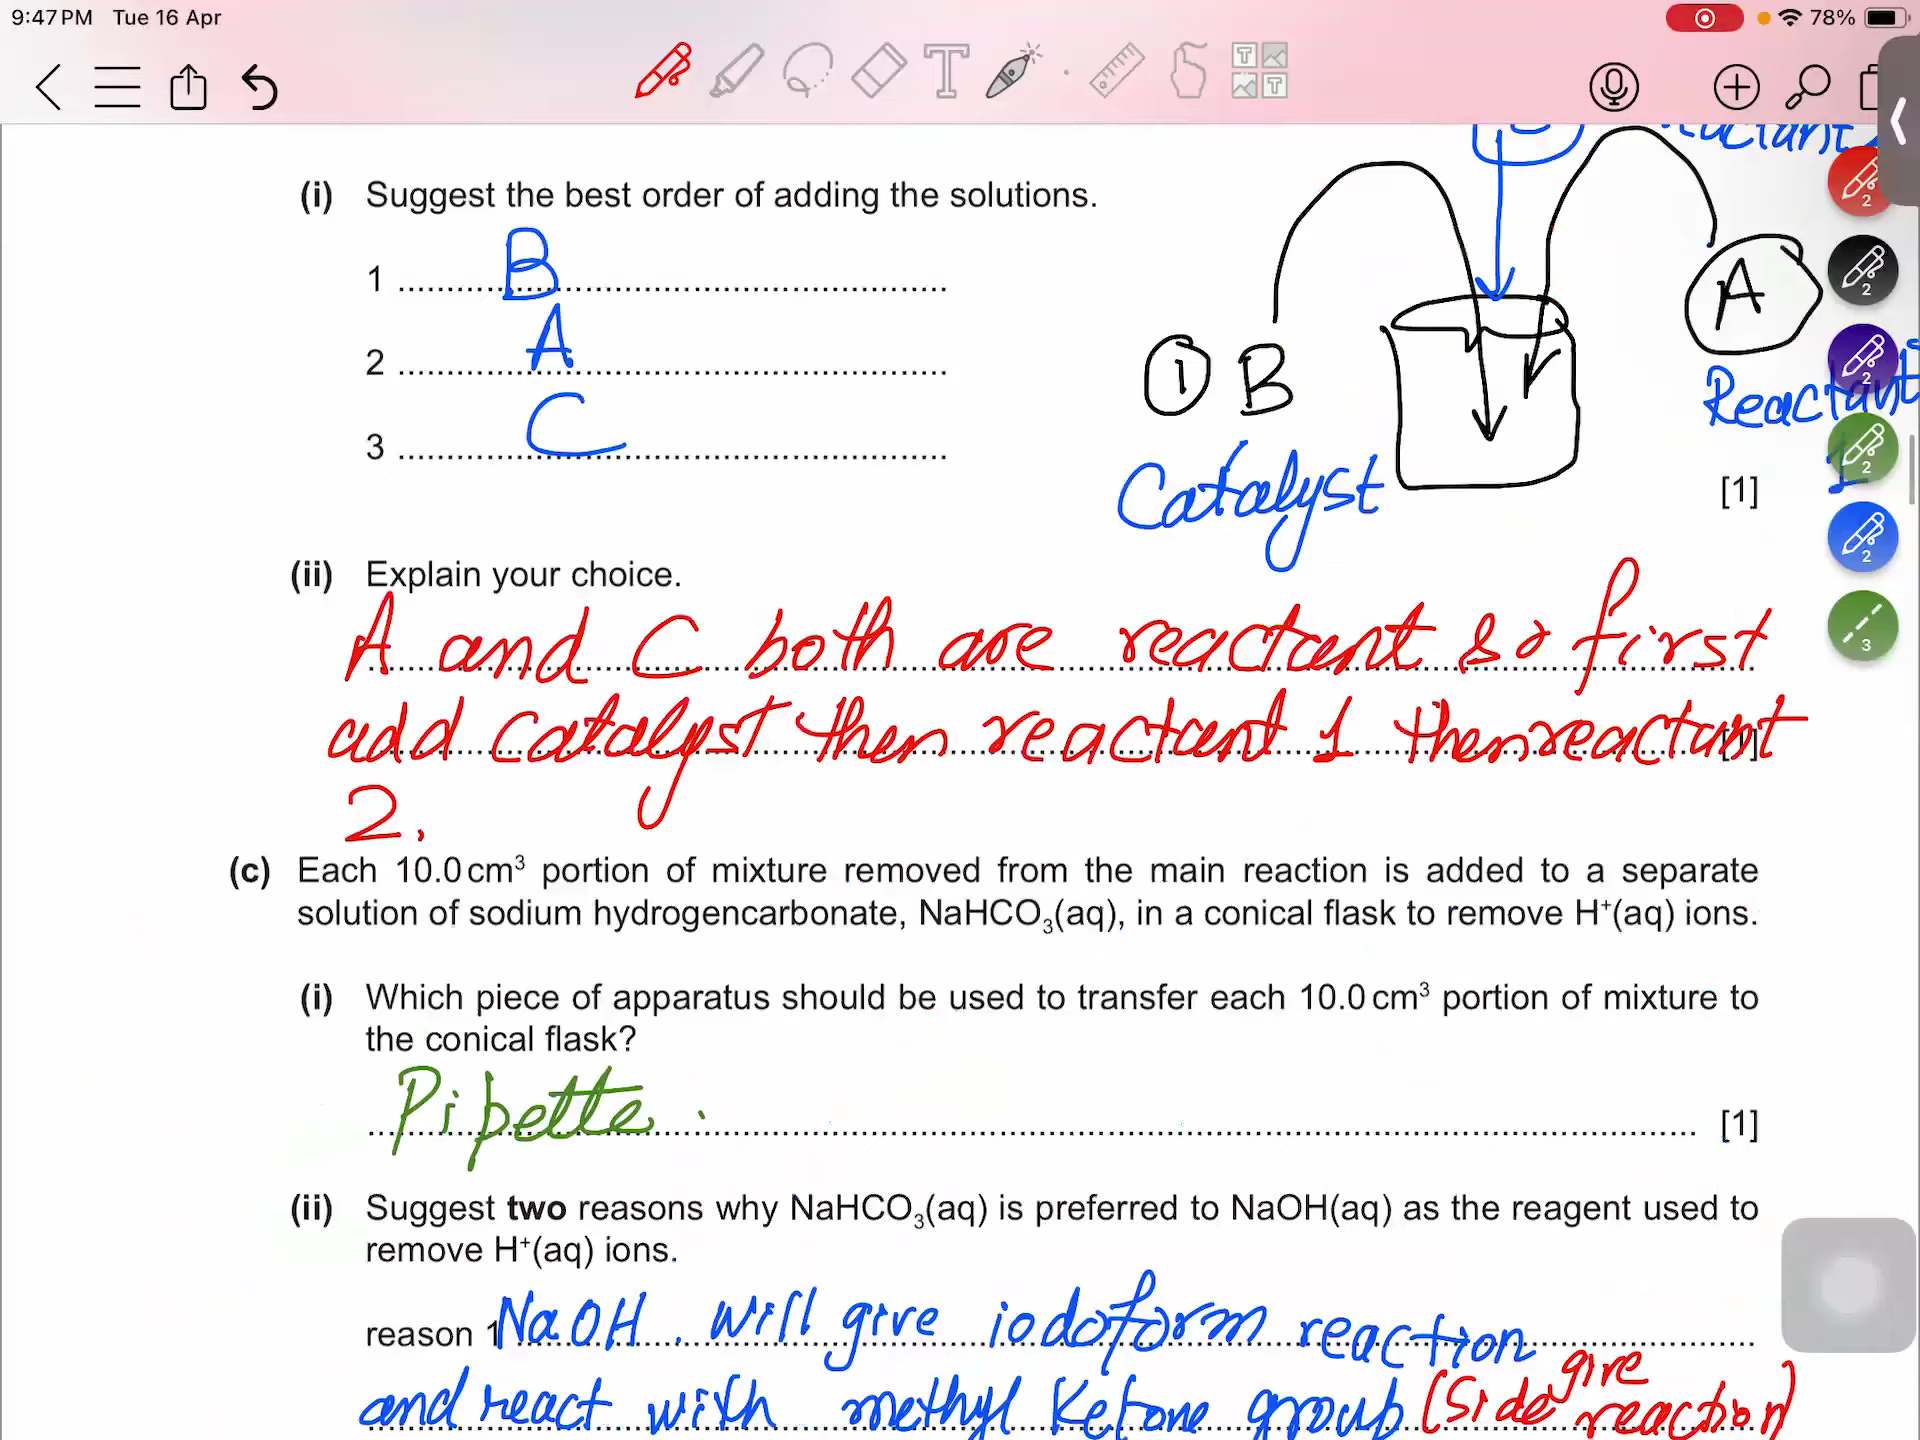 9:47 PM Tue 16 Apr
78%
(i) Suggest the best order of adding the solutions.
1 B
2 A
3 C
① B
Catalyst
A
Reactant
1
[1]
(ii) Explain your choice.
A and C both are reactant so first
add catalyst then reactant 1 then reactant
2.
(c) Each 10.0 cm³ portion of mixture removed from the main reaction is added to a separate
solution of sodium hydrogencarbonate, NaHCO₃(aq), in a conical flask to remove H⁺(aq) ions.
(i) Which piece of apparatus should be used to transfer each 10.0 cm³ portion of mixture to
the conical flask?
Pipette. [1]
(ii) Suggest two reasons why NaHCO₃(aq) is preferred to NaOH(aq) as the reagent used to
remove H⁺(aq) ions.
reason 1 NaOH. will give iodoform reaction
and react with methyl Ketone group (give Side reaction)